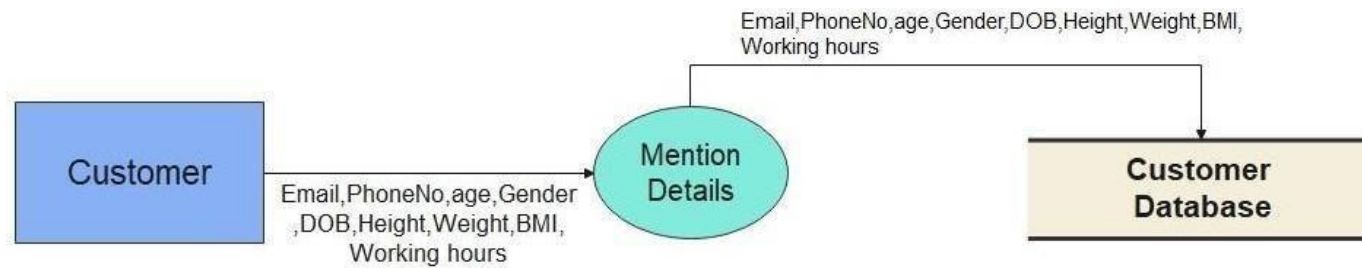 Email,PhoneNo,age,Gender,DOB,Height,Weight,BMI,
Working hours
Customer
Email,PhoneNo,age,Gender
,DOB,Height,Weight,BMI,
Working hours
Mention
Details
Customer
Database